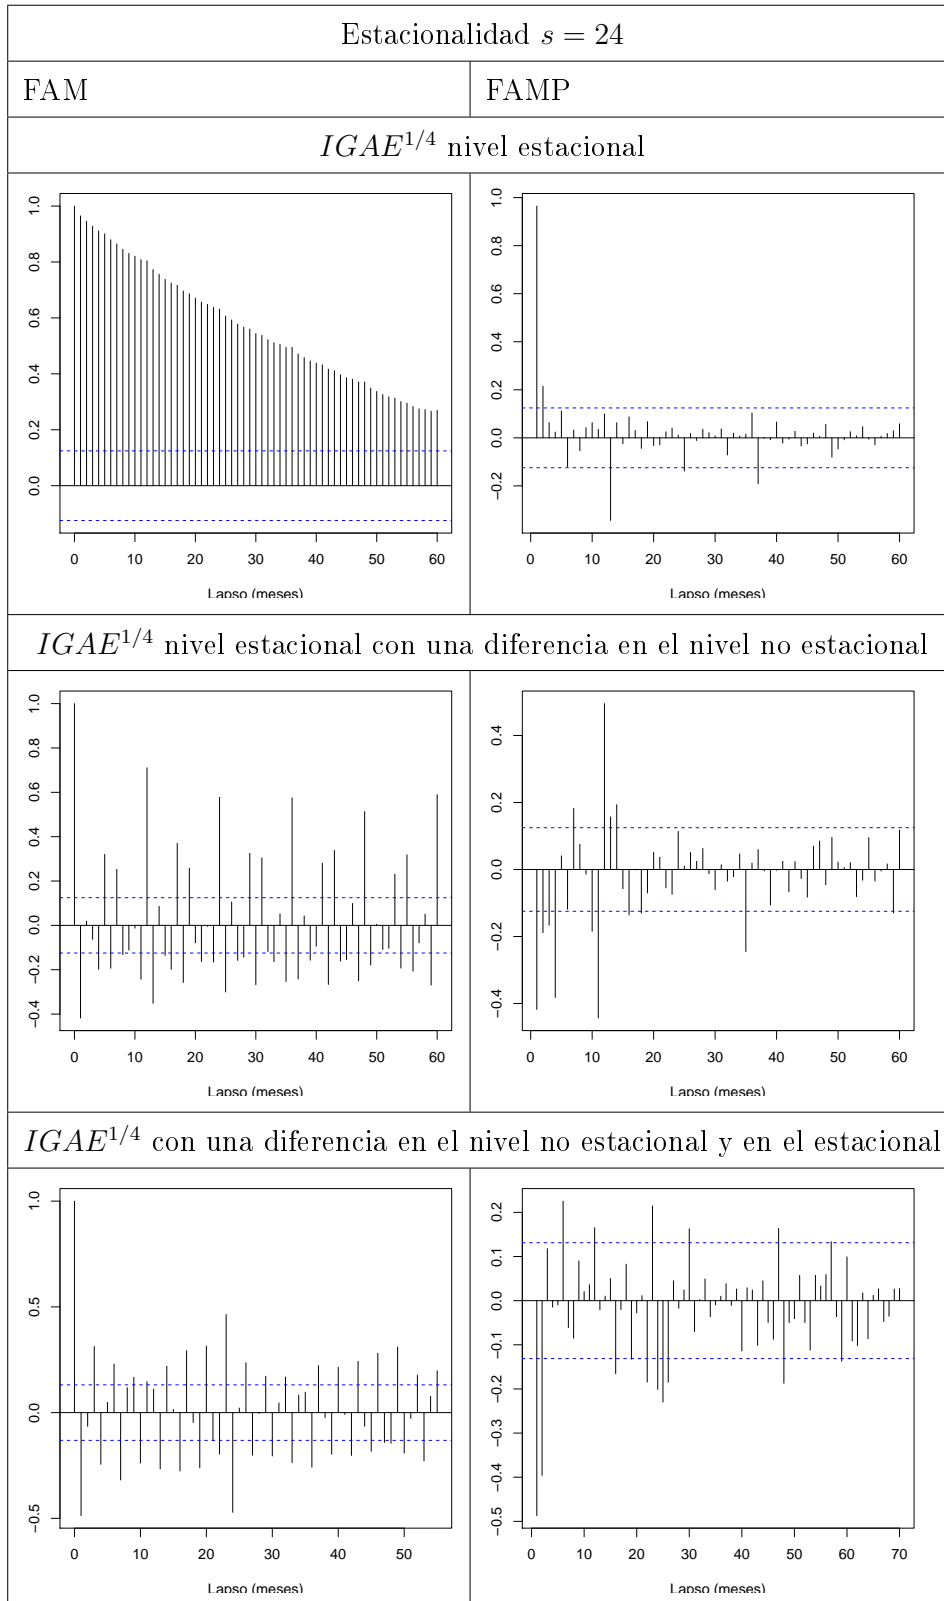 Estacionalidad s = 24
FAM FAMP
IGAE^{1/4} nivel estacional
1.0
0.8
0.6
0.4
0.2
0.0
0 10 20 30 40 50 60
Lapso (meses)
1.0
0.8
0.6
0.4
0.2
0.0
−0.2
0 10 20 30 40 50 60
Lapso (meses)
IGAE^{1/4} nivel estacional con una diferencia en el nivel no estacional
1.0
0.8
0.6
0.4
0.2
0.0
−0.2
−0.4
0 10 20 30 40 50 60
Lapso (meses)
0.4
0.2
0.0
−0.2
−0.4
0 10 20 30 40 50 60
Lapso (meses)
IGAE^{1/4} con una diferencia en el nivel no estacional y en el estacional
1.0
0.5
0.0
−0.5
0 10 20 30 40 50
Lapso (meses)
0.2
0.1
0.0
−0.1
−0.2
−0.3
−0.4
−0.5
0 10 20 30 40 50 60 70
Lapso (meses)